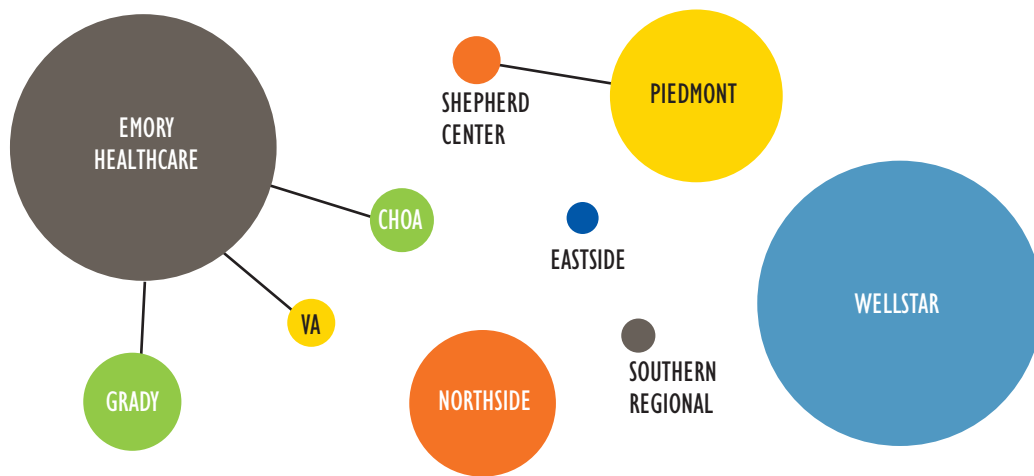 EMORY
HEALTHCARE
SHEPHERD
CENTER
PIEDMONT
CHOA
EASTSIDE
VA
WELLSTAR
GRADY
NORTHSIDE
SOUTHERN
REGIONAL